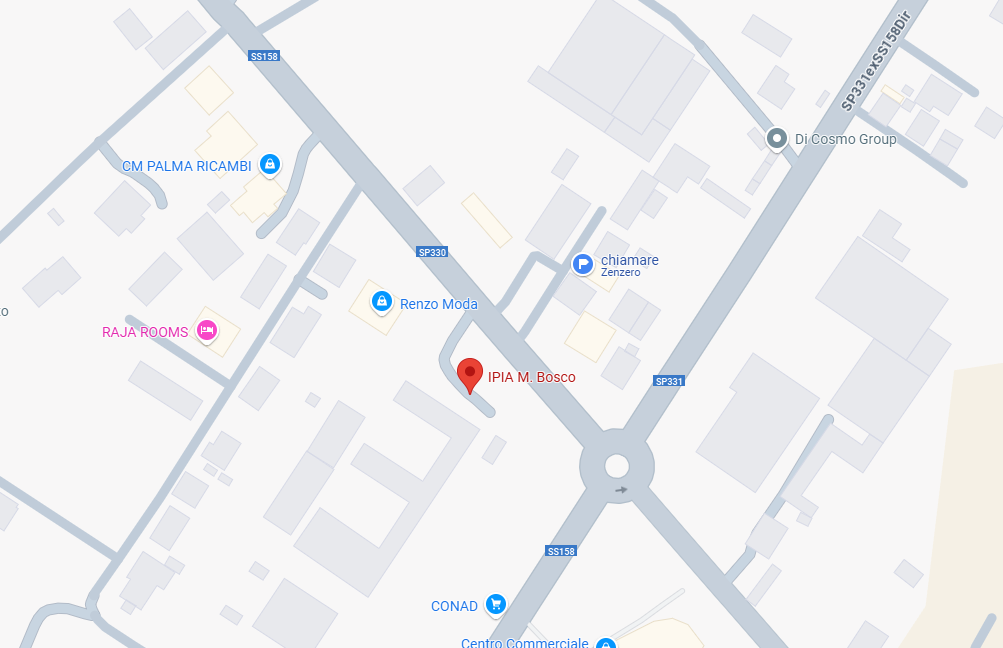 SS158
SP331exSS158Dir
Di Cosmo Group
CM PALMA RICAMBI
SP330
chiamare
Zenzero
Renzo Moda
o
RAJA ROOMS
IPIA M. Bosco
SP331
SS158
CONAD
Centro Commerciale